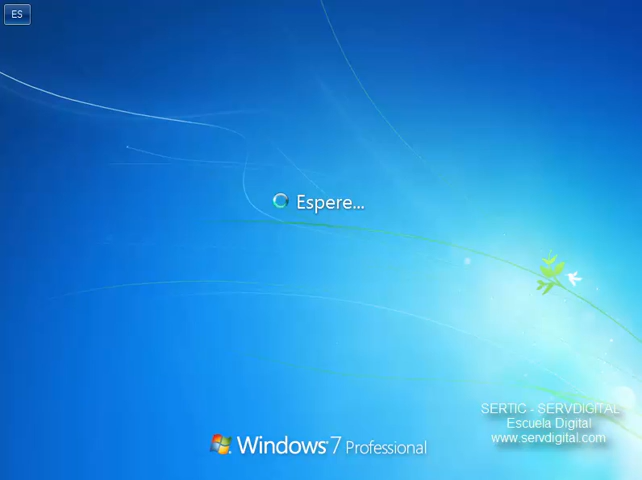 ES
Espere...
Windows 7 Professional
SERTIC - SERVDIGITAL
Escuela Digital
www.servdigital.com